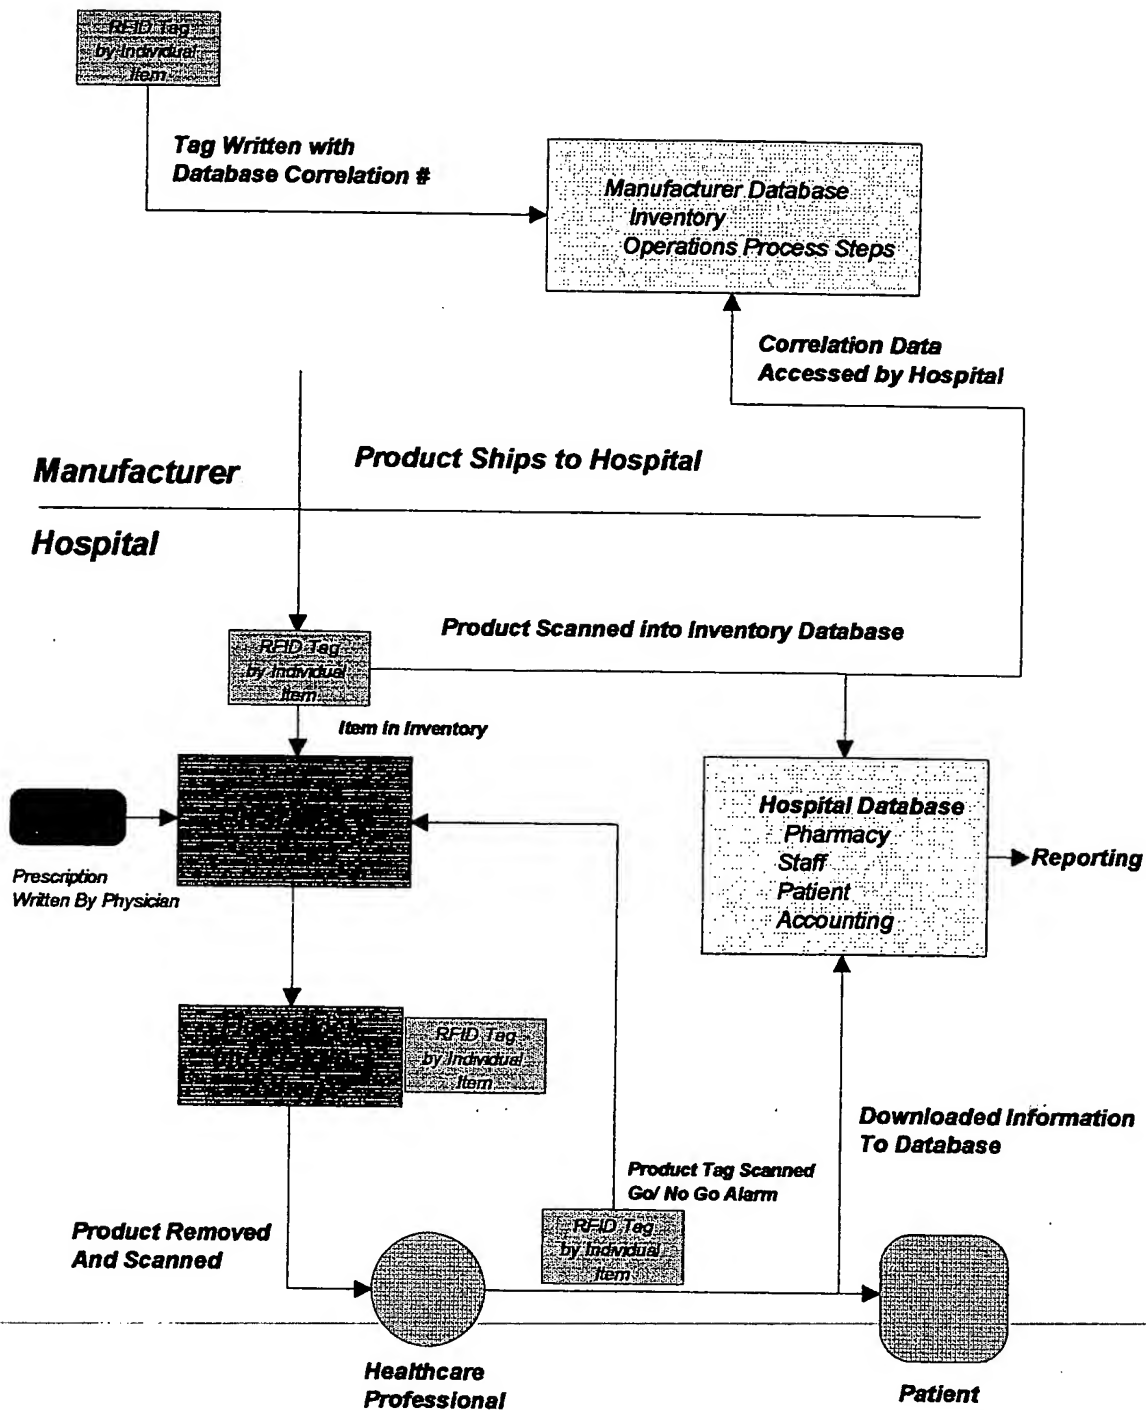 RFID Tag
by Individual
Item
Tag Written with
Database Correlation #
Manufacturer Database
Inventory
Operations Process Steps
Correlation Data
Accessed by Hospital
Manufacturer
Product Ships to Hospital
Hospital
Product Scanned into Inventory Database
RFID Tag
by Individual
Item
Item in Inventory
Prescription
Written By Physician
Hospital Database
Pharmacy
Staff
Patient
Accounting
Reporting
RFID Tag
by Individual
Item
Downloaded Information
To Database
Product Tag Scanned
Go/ No Go Alarm
RFID Tag
by Individual
Item
Product Removed
And Scanned
Healthcare
Professional
Patient